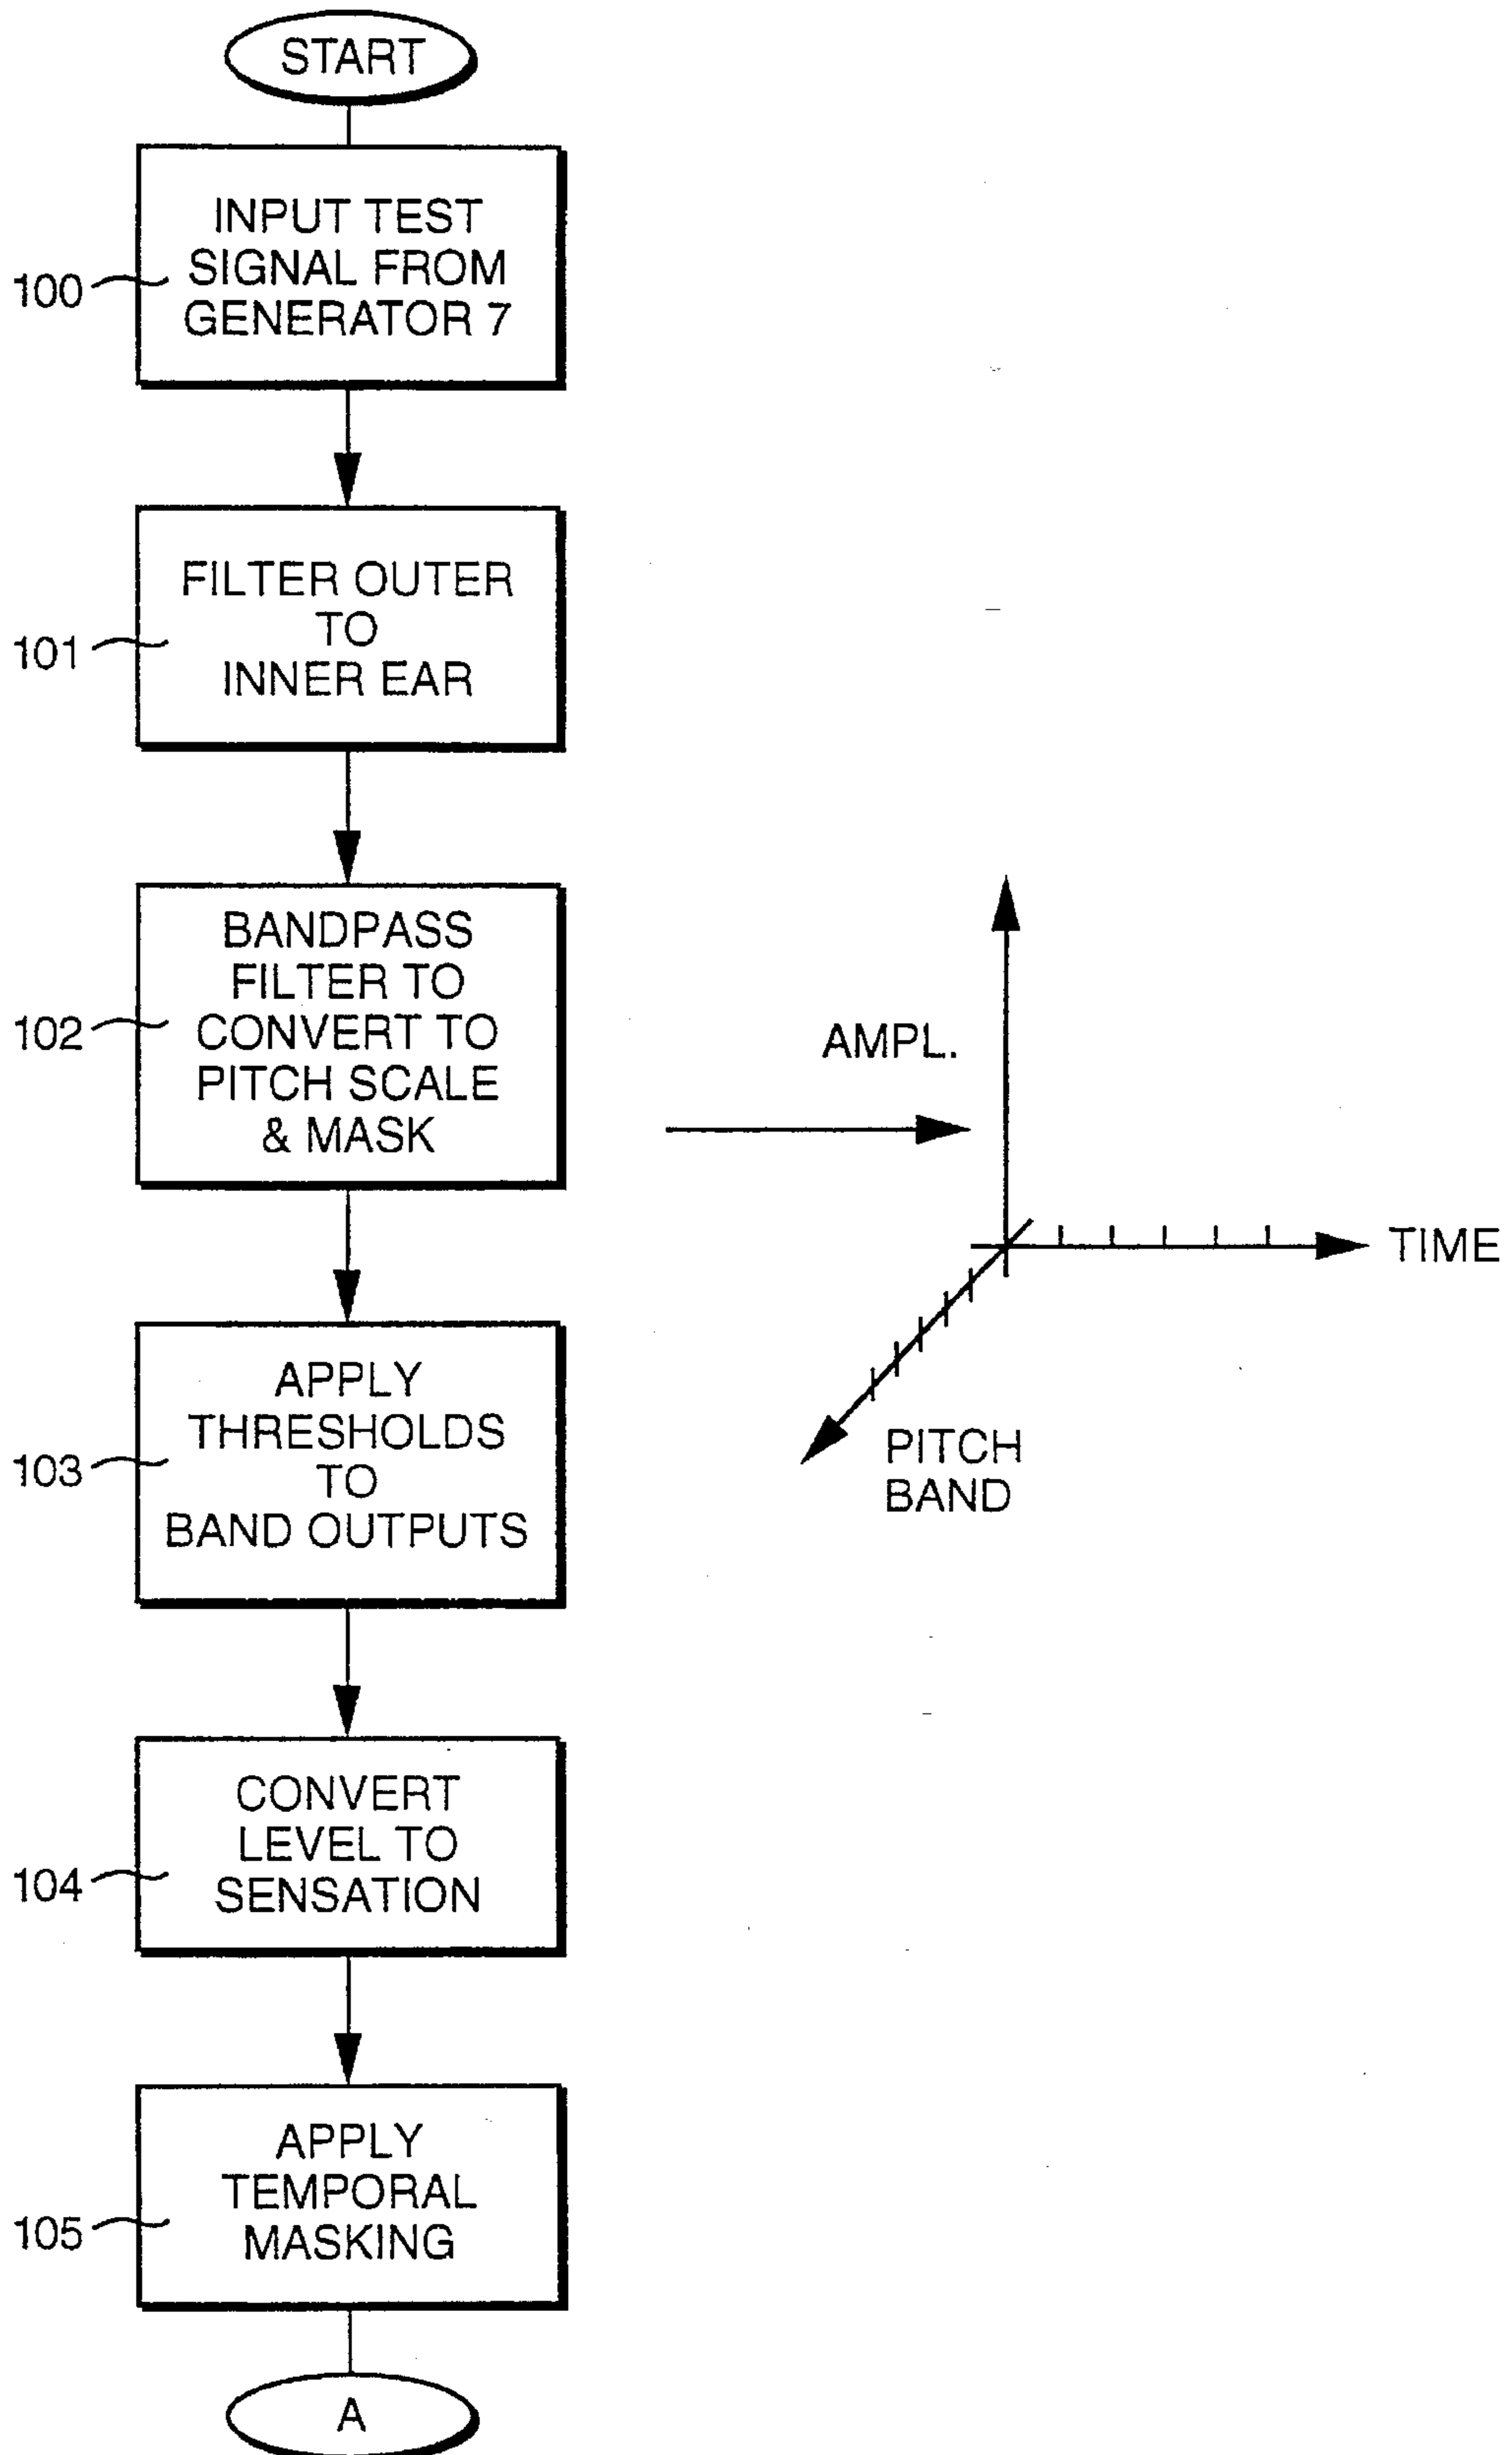 START
INPUT TEST
SIGNAL FROM
GENERATOR 7
100
FILTER OUTER
TO
INNER EAR
101
BANDPASS
FILTER TO
CONVERT TO
PITCH SCALE
& MASK
102
AMPL.
TIME
PITCH
BAND
APPLY
THRESHOLDS
TO
BAND OUTPUTS
103
CONVERT
LEVEL TO
SENSATION
104
APPLY
TEMPORAL
MASKING
105
A